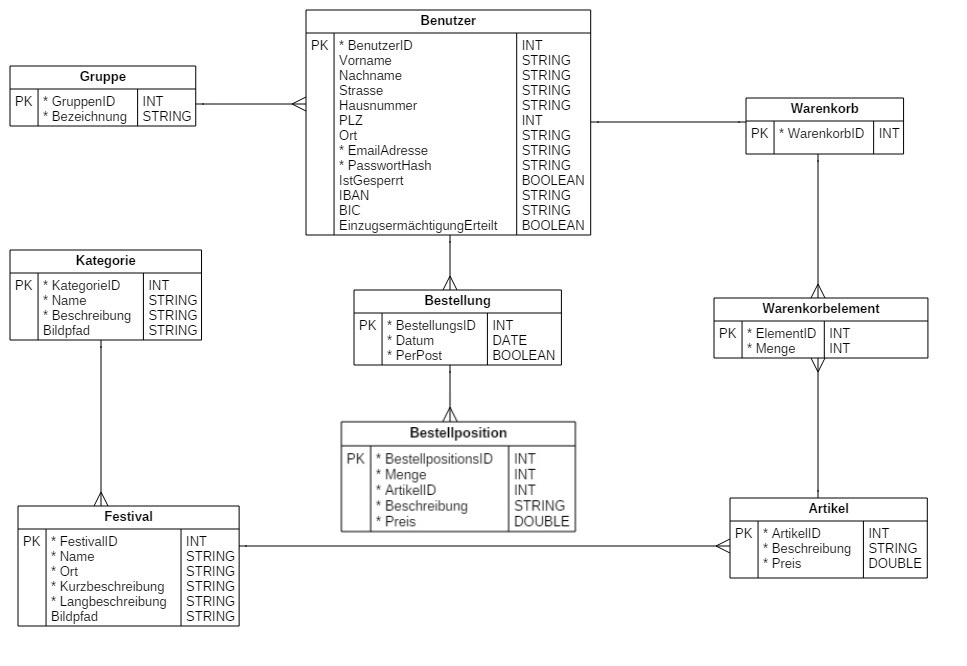 Benutzer
PK * BenutzerID INT
Vorname STRING
Nachname STRING
Strasse STRING
Hausnummer STRING
PLZ INT
Ort STRING
* EmailAdresse STRING
* PasswortHash STRING
IstGesperrt BOOLEAN
IBAN STRING
BIC STRING
EinzugsermächtigungErteilt BOOLEAN
Gruppe
PK * GruppenID INT
* Bezeichnung STRING
Warenkorb
PK * WarenkorbID INT
Kategorie
PK * KategorieID INT
* Name STRING
* Beschreibung STRING
Bildpfad STRING
Bestellung
PK * BestellungsID INT
* Datum DATE
* PerPost BOOLEAN
Warenkorbelement
PK * ElementID INT
* Menge INT
Bestellposition
PK * BestellpositionsID INT
* Menge INT
* ArtikelID INT
* Beschreibung STRING
* Preis DOUBLE
Festival
PK * FestivalID INT
* Name STRING
* Ort STRING
* Kurzbeschreibung STRING
* Langbeschreibung STRING
Bildpfad STRING
Artikel
PK * ArtikelID INT
* Beschreibung STRING
* Preis DOUBLE